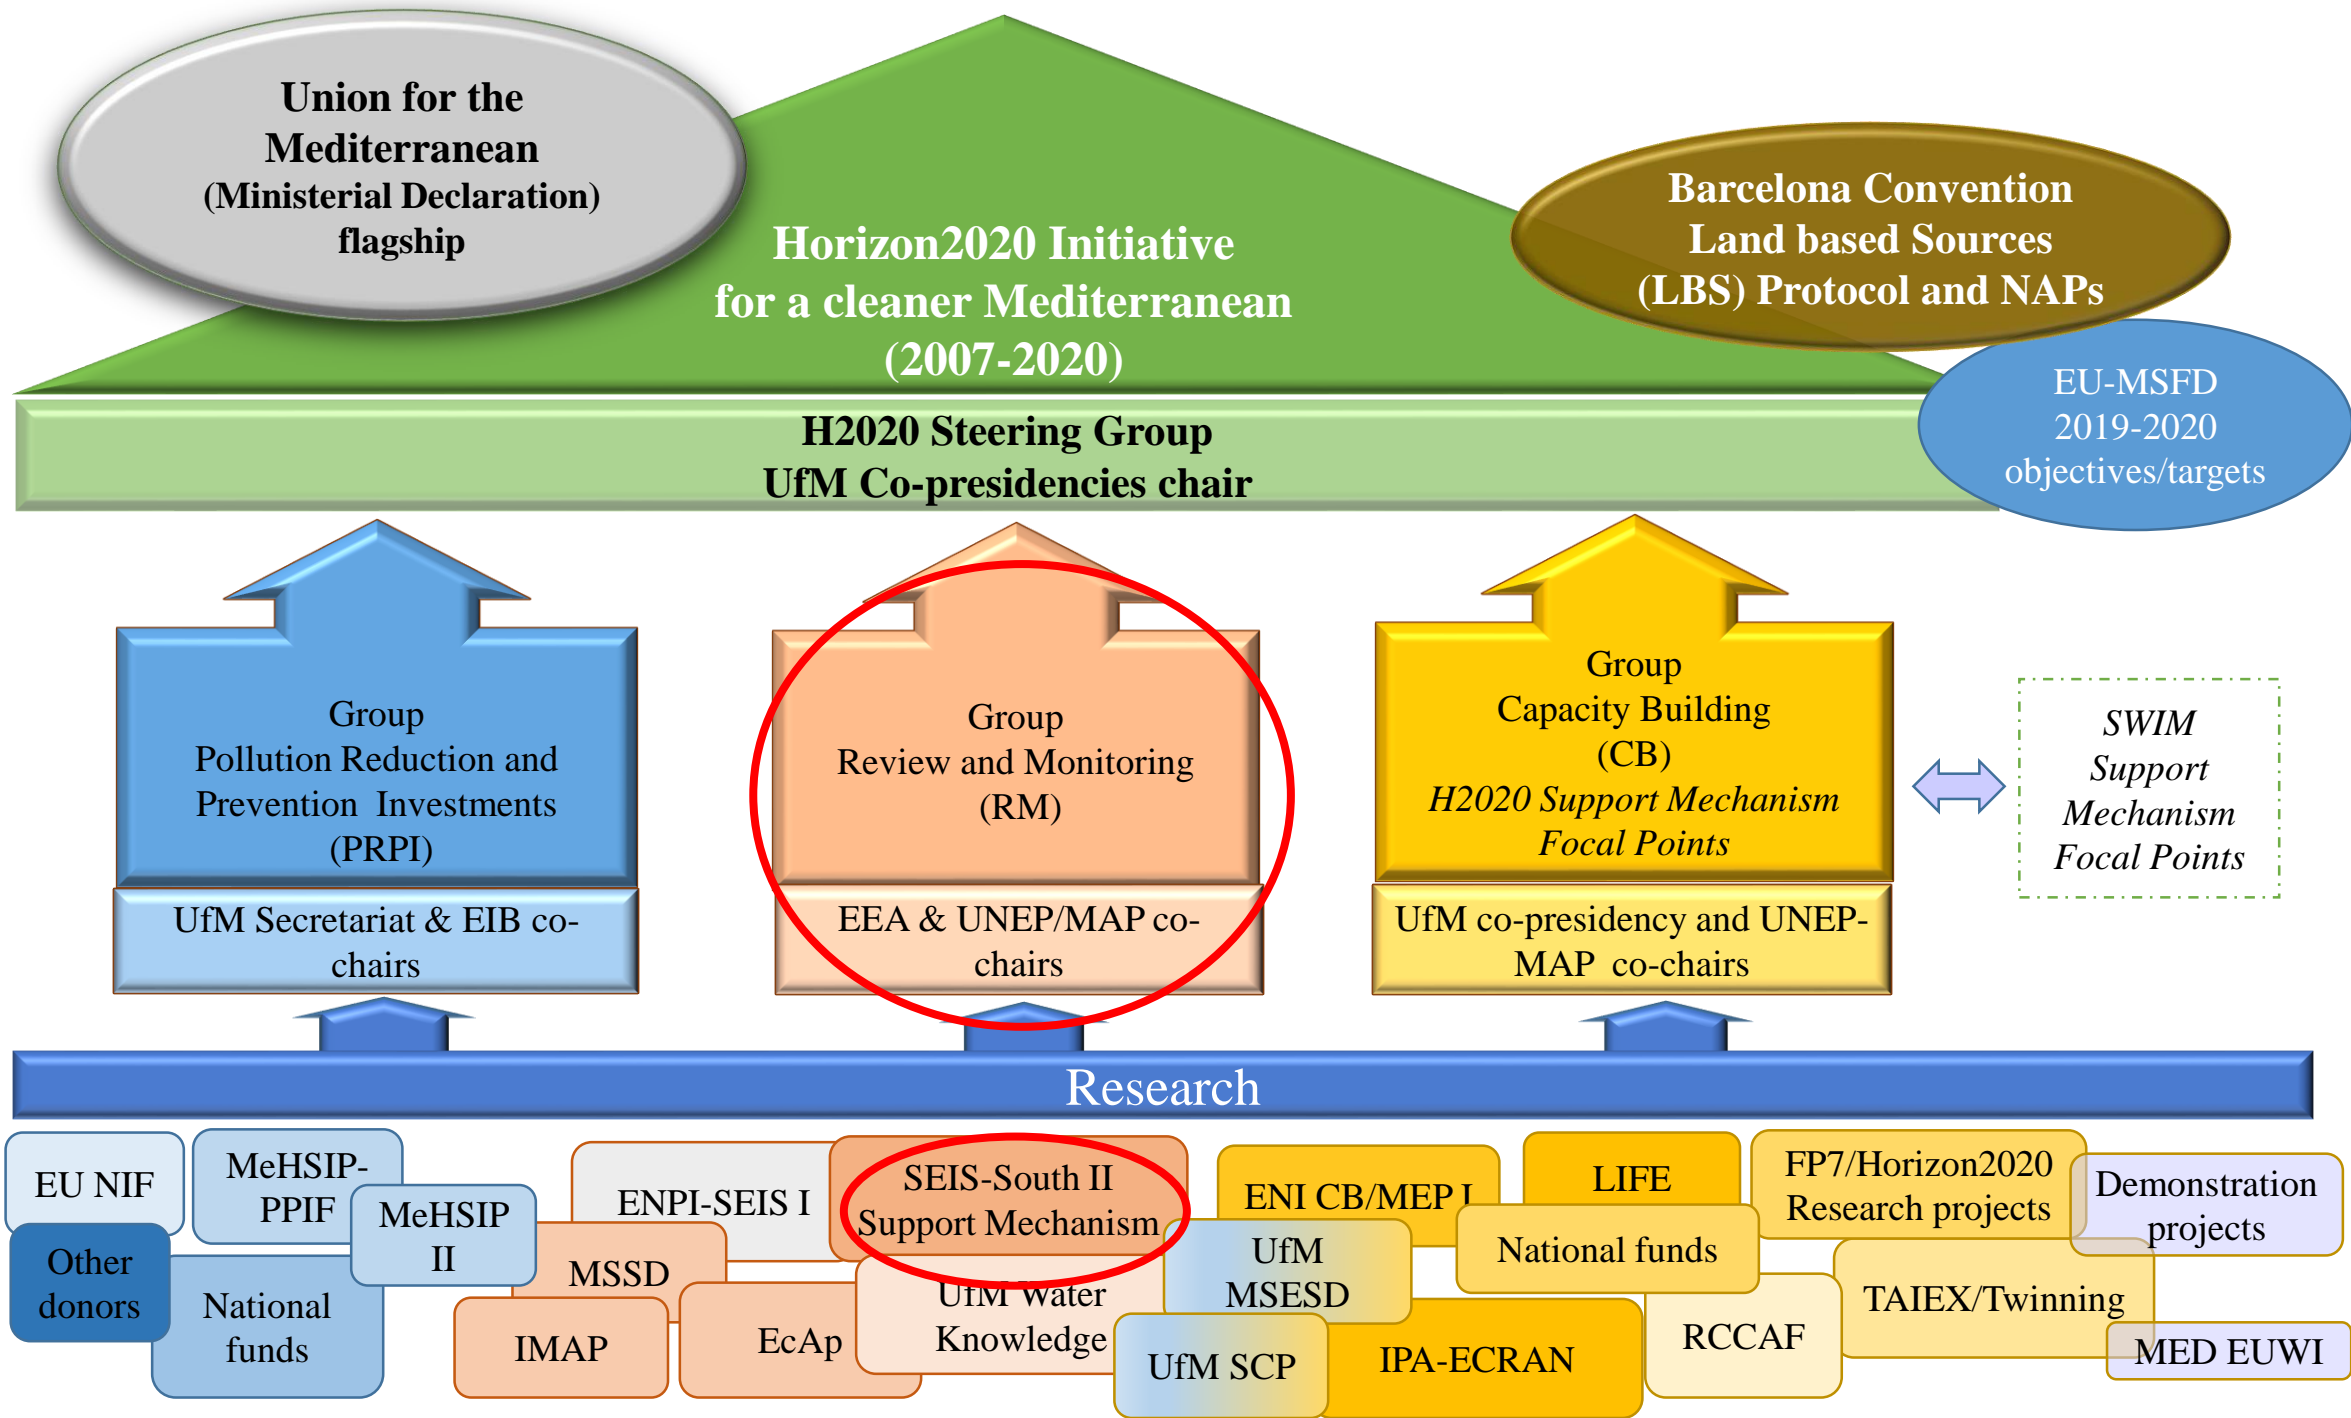 Union for the
Mediterranean
(Ministerial Declaration)
flagship
Horizon2020 Initiative
for a cleaner Mediterranean
(2007-2020)
Barcelona Convention
Land based Sources
(LBS) Protocol and NAPs
EU-MSFD
2019-2020
objectives/targets
H2020 Steering Group
UfM Co-presidencies chair
Group
Pollution Reduction and
Prevention Investments
(PRPI)
UfM Secretariat & EIB co-
chairs
Group
Review and Monitoring
(RM)
EEA & UNEP/MAP co-
chairs
Group
Capacity Building
(CB)
H2020 Support Mechanism
Focal Points
UfM co-presidency and UNEP-
MAP co-chairs
SWIM
Support
Mechanism
Focal Points
Research
EU NIF
MeHSIP-
PPIF
MeHSIP
II
Other
donors
National
funds
ENPI-SEIS I
SEIS-South II
Support Mechanism
MSSD
IMAP
EcAp
UfM Water
Knowledge
ENI CB/MEP I
UfM
MSESD
UfM SCP
IPA-ECRAN
LIFE
National funds
FP7/Horizon2020
Research projects
Demonstration
projects
RCCAF
TAIEX/Twinning
MED EUWI